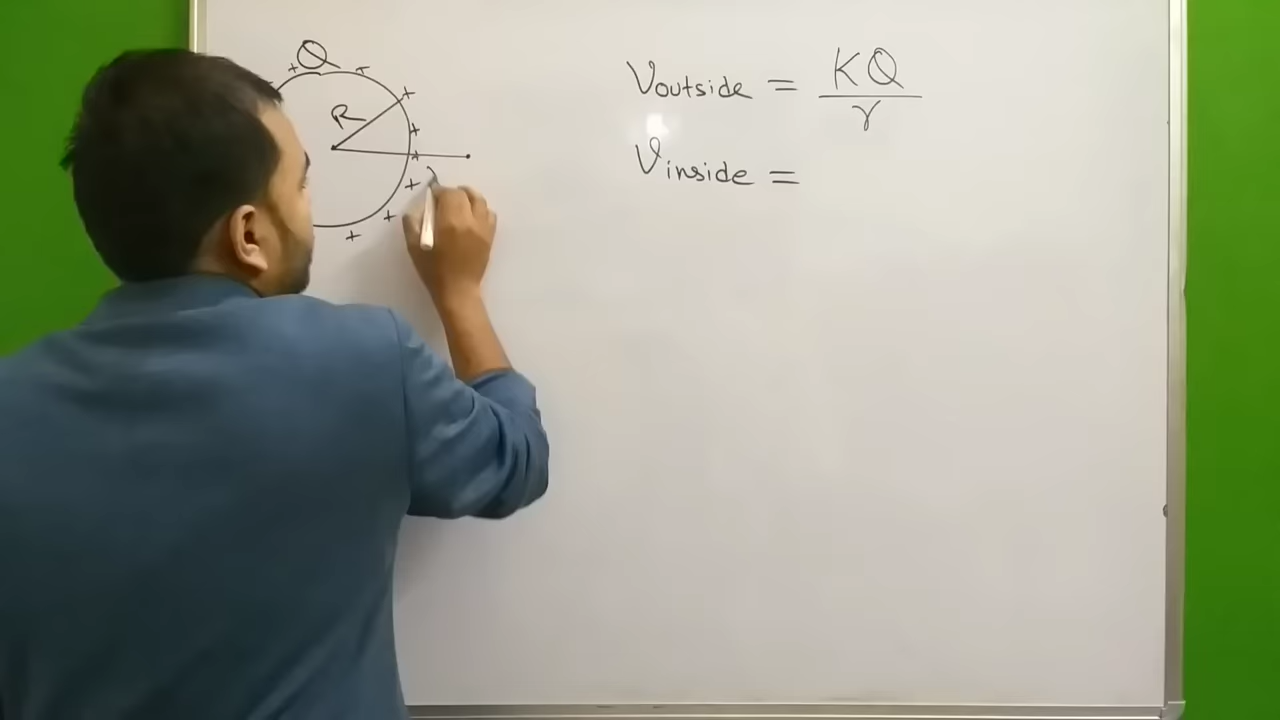 Q
R
r
Voutside = KQ / r
Vinside =